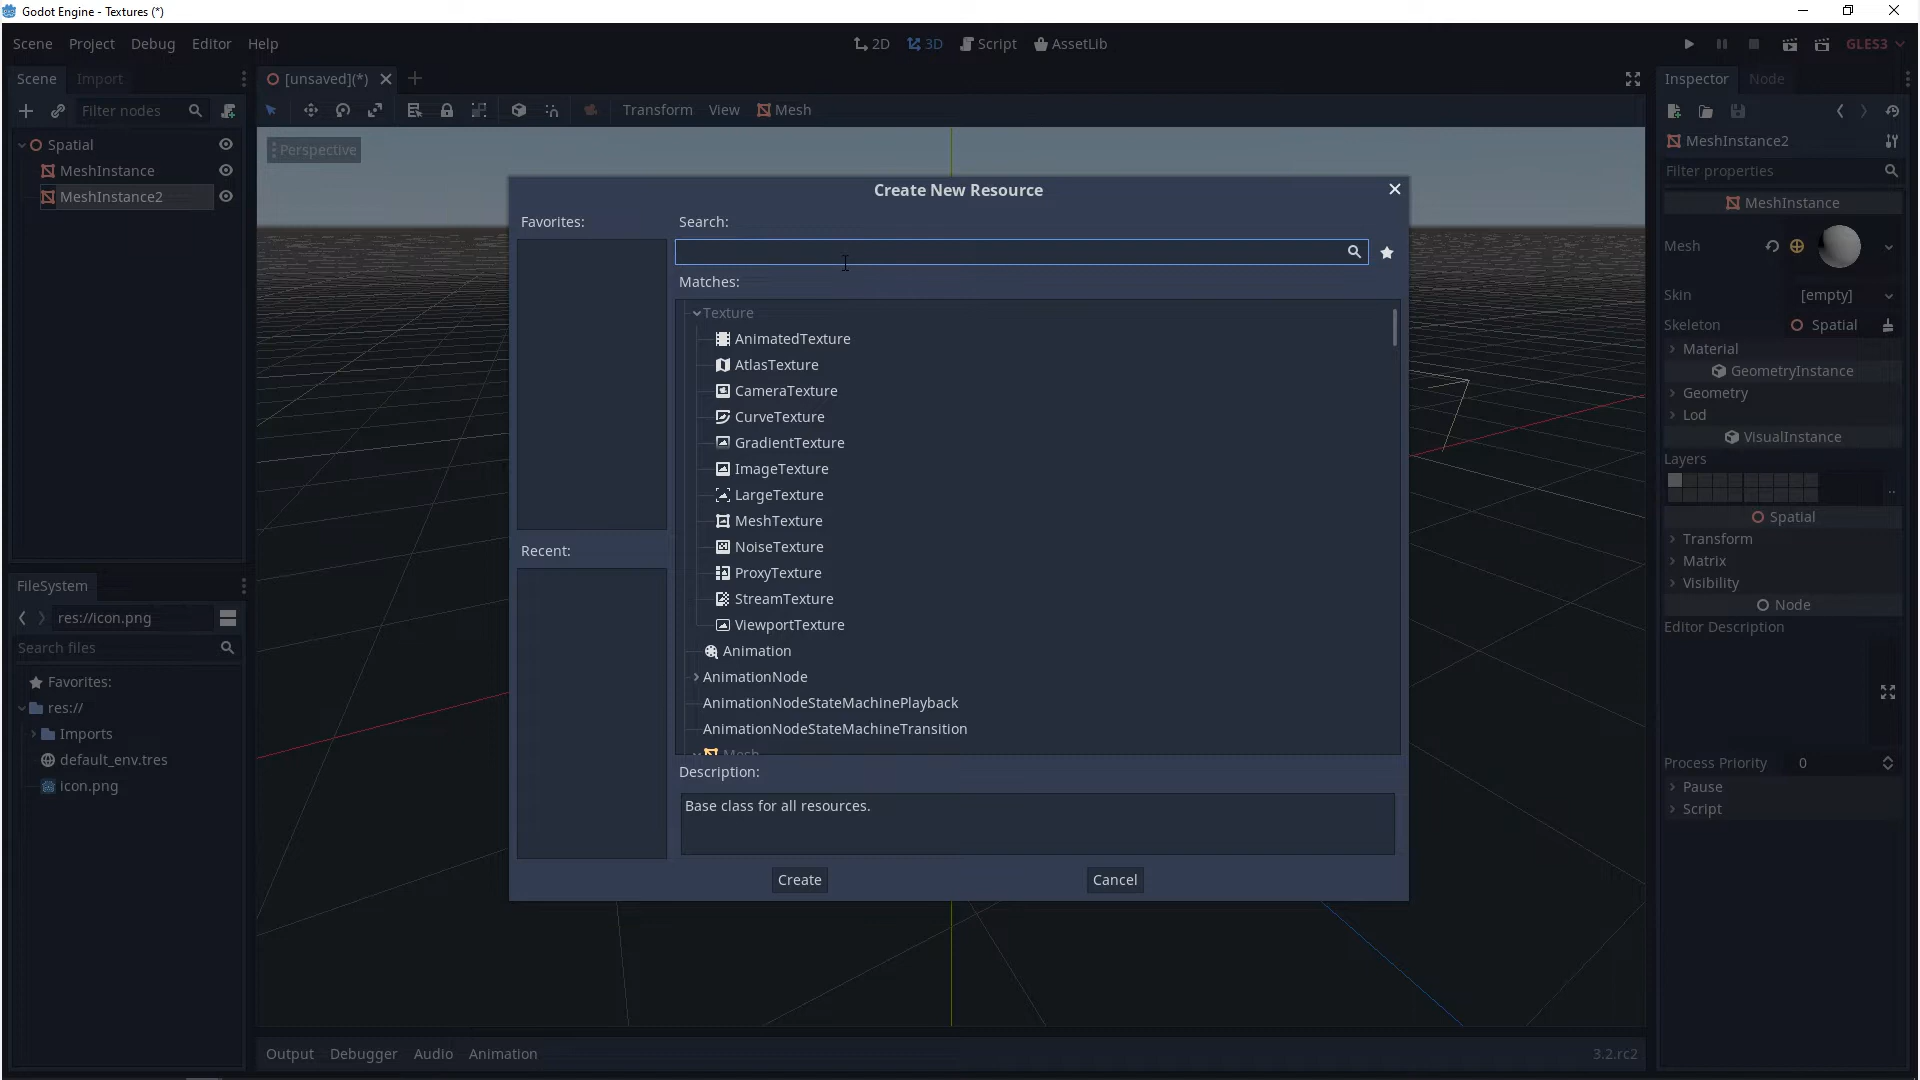 Godot Engine - Textures (*)
Scene Project Debug Editor Help
2D 3D Script AssetLib
GLES3
Scene Import
[unsaved](*)
Inspector Node
Filter nodes
Transform View Mesh
Spatial
MeshInstance
MeshInstance2
Perspective
Create New Resource
Favorites:
Search:
Matches:
Texture
AnimatedTexture
AtlasTexture
CameraTexture
CurveTexture
GradientTexture
ImageTexture
LargeTexture
MeshTexture
NoiseTexture
ProxyTexture
StreamTexture
ViewportTexture
Animation
AnimationNode
AnimationNodeStateMachinePlayback
AnimationNodeStateMachineTransition
Mesh
Recent:
Description:
Base class for all resources.
Create Cancel
FileSystem
res://icon.png
Search files
Favorites:
res://
Imports
default_env.tres
icon.png
MeshInstance2
Filter properties
MeshInstance
Mesh
Skin [empty]
Skeleton Spatial
Material
GeometryInstance
Geometry
Lod
VisualInstance
Layers
..
Spatial
Transform
Matrix
Visibility
Node
Editor Description
Process Priority 0
Pause
Script
Output Debugger Audio Animation
3.2.rc2